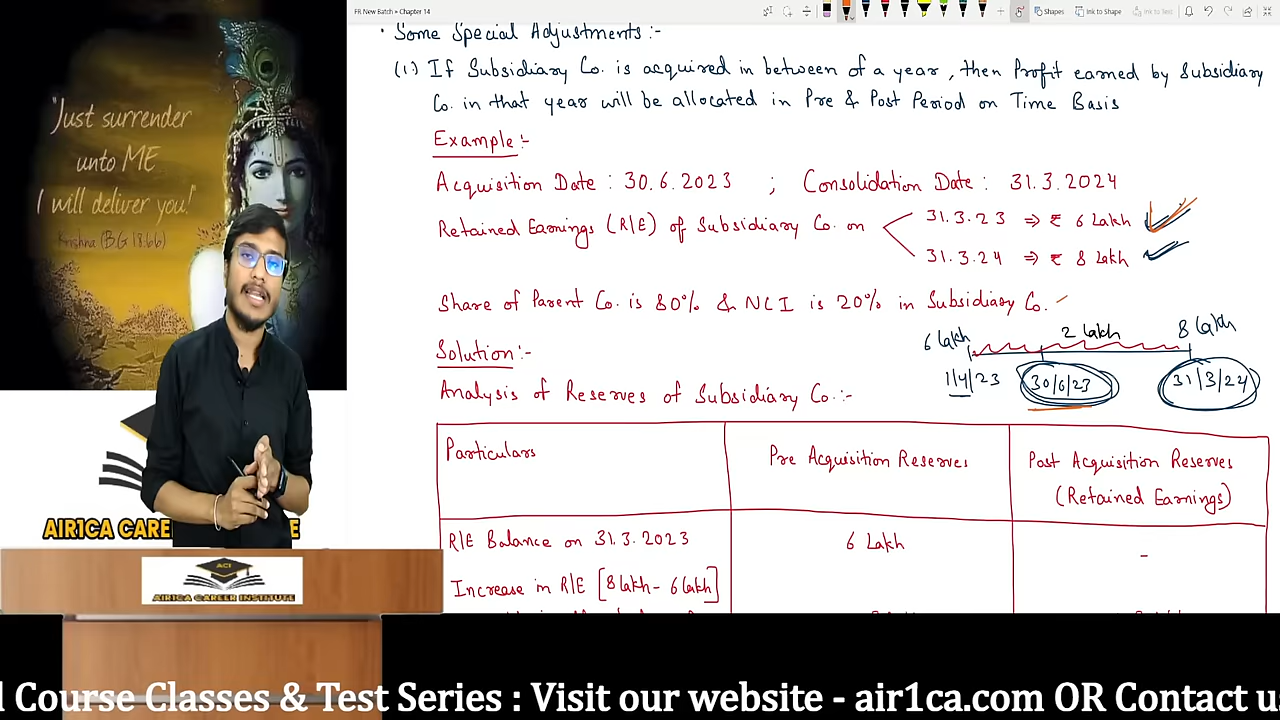 FR New Batch » Chapter 14
Shapes
Ink to Shape
Ink to Text
• Some Special Adjustments :-
(1) If Subsidiary Co. is acquired in between of a year, then Profit earned by Subsidiary
Co. in that year will be allocated in Pre & Post Period on Time Basis
Example :-
Acquisition Date : 30.6.2023 ; Consolidation Date : 31.3.2024
Retained Earnings (R/E) of Subsidiary Co. on
31.3.23 ⇒ ₹ 6 Lakh
31.3.24 ⇒ ₹ 8 Lakh
Share of Parent Co. is 80% & NCI is 20% in Subsidiary Co.
6 Lakh 2 Lakh 8 Lakh
1/4/23 30/6/23 31/3/24
Solution :-
Analysis of Reserves of Subsidiary Co. :-
Particulars
Pre Acquisition Reserves
Post Acquisition Reserves
(Retained Earnings)
R/E Balance on 31.3.2023
6 Lakh
-
Increase in R/E [8 Lakh - 6 Lakh]
"Just surrender
unto ME
I will deliver you!"
Krishna (B.G 18:66)
AIR1CA CARE
TE
ACI
AIR1CA CAREER INSTITUTE
l Course Classes & Test Series : Visit our website - air1ca.com OR Contact u